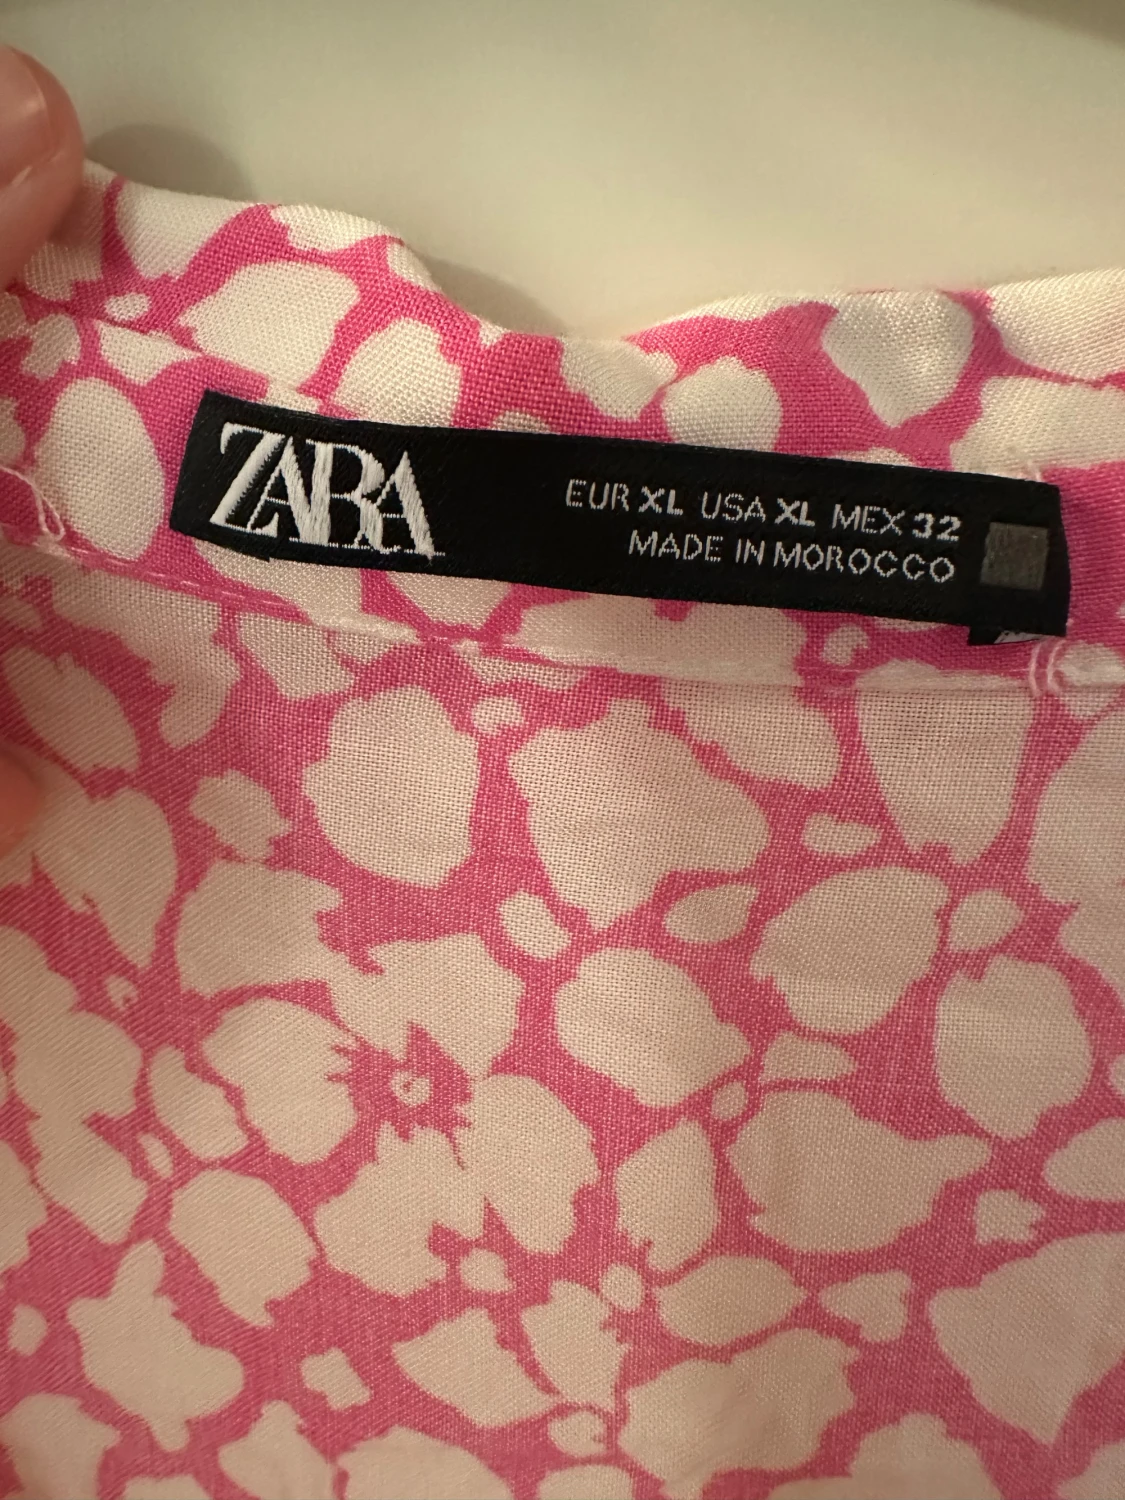 ZARA
EUR XL USA XL MEX 32
MADE IN MOROCCO